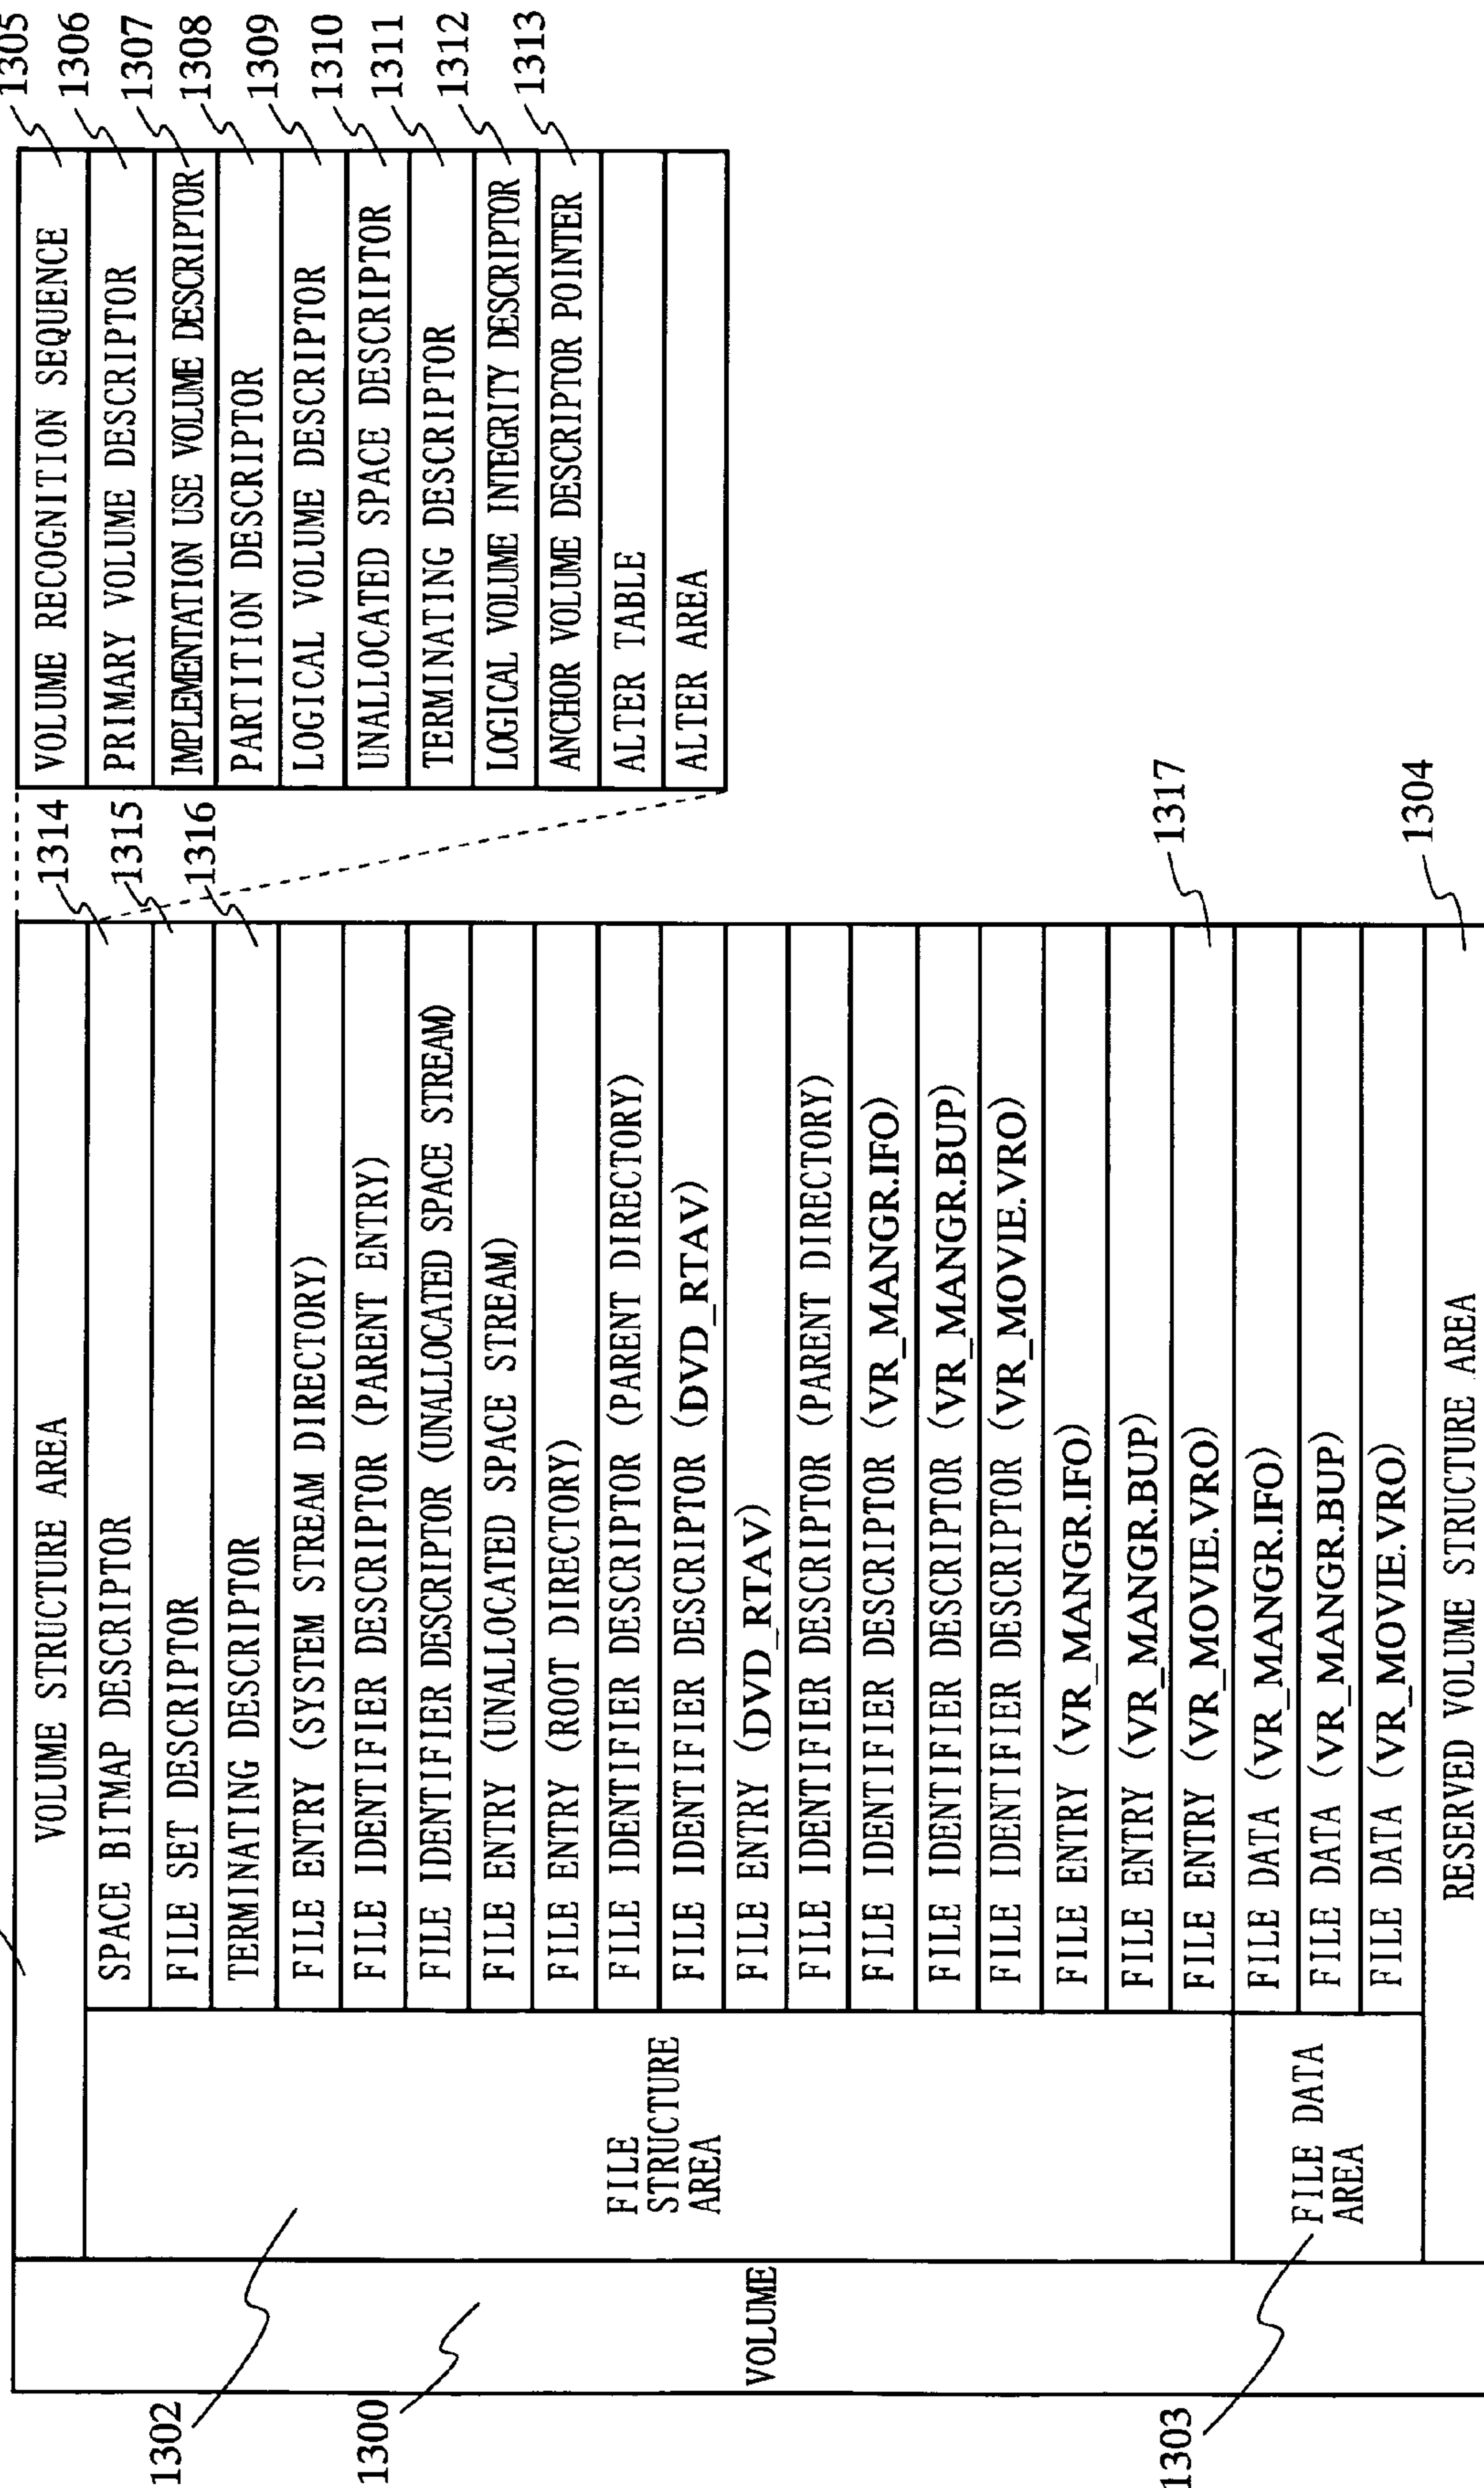 1302
1300
1303
VOLUME
FILE
STRUCTURE
AREA
FILE DATA
AREA
VOLUME STRUCTURE AREA
SPACE BITMAP DESCRIPTOR
FILE SET DESCRIPTOR
TERMINATING DESCRIPTOR
FILE ENTRY (SYSTEM STREAM DIRECTORY)
FILE IDENTIFIER DESCRIPTOR (PARENT ENTRY)
FILE IDENTIFIER DESCRIPTOR (UNALLOCATED SPACE STREAM)
FILE ENTRY (UNALLOCATED SPACE STREAM)
FILE ENTRY (ROOT DIRECTORY)
FILE IDENTIFIER DESCRIPTOR (PARENT DIRECTORY)
FILE IDENTIFIER DESCRIPTOR (DVD_RTAV)
FILE ENTRY (DVD_RTAV)
FILE IDENTIFIER DESCRIPTOR (PARENT DIRECTORY)
FILE IDENTIFIER DESCRIPTOR (VR_MANGR.IFO)
FILE IDENTIFIER DESCRIPTOR (VR_MANGR.BUP)
FILE IDENTIFIER DESCRIPTOR (VR_MOVIE.VRO)
FILE ENTRY (VR_MANGR.IFO)
FILE ENTRY (VR_MANGR.BUP)
FILE ENTRY (VR_MOVIE.VRO)
FILE DATA (VR_MANGR.IFO)
FILE DATA (VR_MANGR.BUP)
FILE DATA (VR_MOVIE.VRO)
RESERVED VOLUME STRUCTURE AREA
1314
1315
1316
1317
1304
VOLUME RECOGNITION SEQUENCE
PRIMARY VOLUME DESCRIPTOR
IMPLEMENTATION USE VOLUME DESCRIPTOR
PARTITION DESCRIPTOR
LOGICAL VOLUME DESCRIPTOR
UNALLOCATED SPACE DESCRIPTOR
TERMINATING DESCRIPTOR
LOGICAL VOLUME INTEGRITY DESCRIPTOR
ANCHOR VOLUME DESCRIPTOR POINTER
ALTER TABLE
ALTER AREA
1305
1306
1307
1308
1309
1310
1311
1312
1313